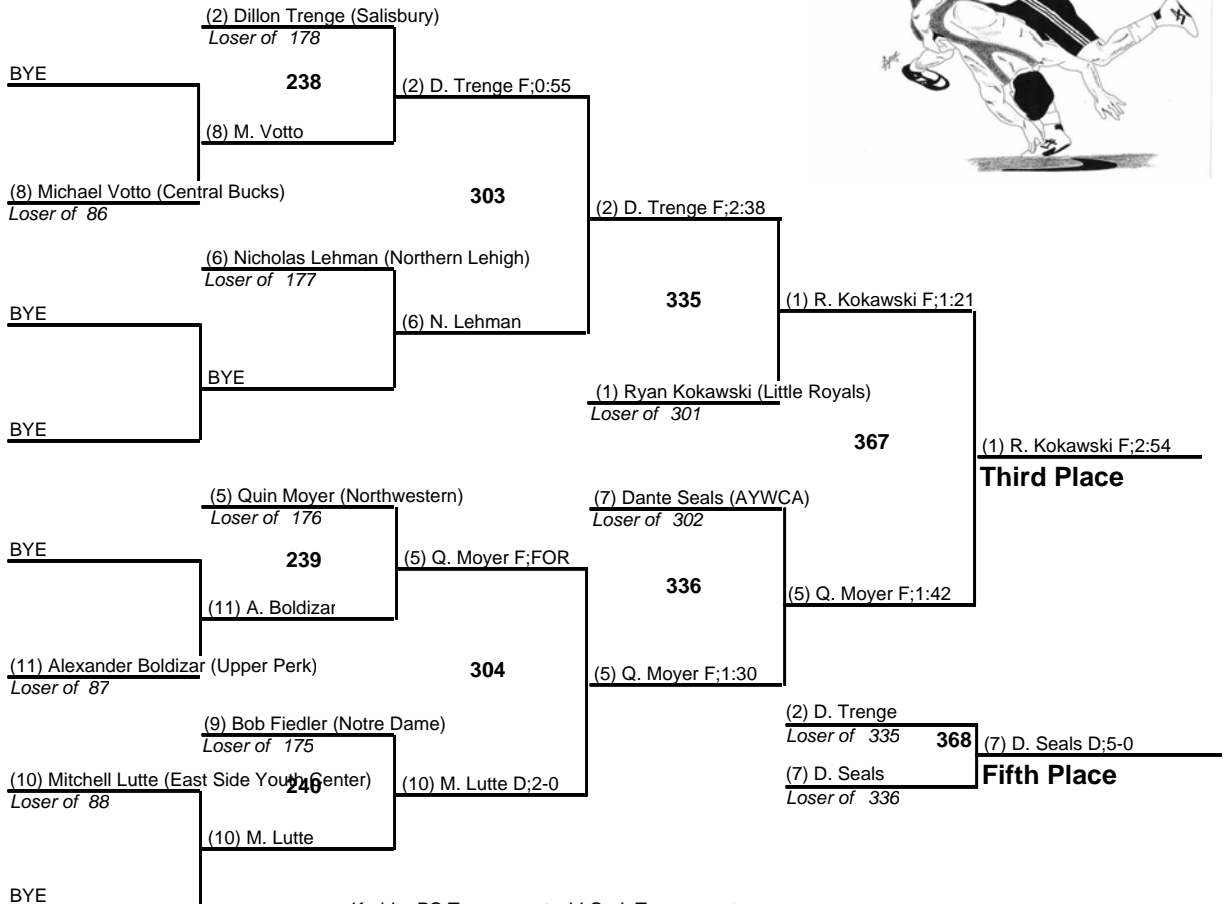 (2) Dillon Trenge (Salisbury)
Loser of 178
BYE
238
(2) D. Trenge F;0:55
(8) M. Votto
(8) Michael Votto (Central Bucks)
Loser of 86
303
(2) D. Trenge F;2:38
(6) Nicholas Lehman (Northern Lehigh)
Loser of 177
BYE
(6) N. Lehman
335
(1) R. Kokawski F;1:21
BYE
(1) Ryan Kokawski (Little Royals)
Loser of 301
BYE
367
(1) R. Kokawski F;2:54
Third Place
(5) Quin Moyer (Northwestern)
Loser of 176
(7) Dante Seals (AYWCA)
Loser of 302
BYE
239
(5) Q. Moyer F;FOR
336
(5) Q. Moyer F;1:42
(11) A. Boldizar
(11) Alexander Boldizar (Upper Perk)
Loser of 87
304
(5) Q. Moyer F;1:30
(9) Bob Fiedler (Notre Dame)
Loser of 175
(2) D. Trenge
Loser of 335
368
(7) D. Seals D;5-0
Fifth Place
(7) D. Seals
Loser of 336
(10) Mitchell Lutte (East Side Youth Center)
Loser of 88
240
(10) M. Lutte D;2-0
(10) M. Lutte
BYE